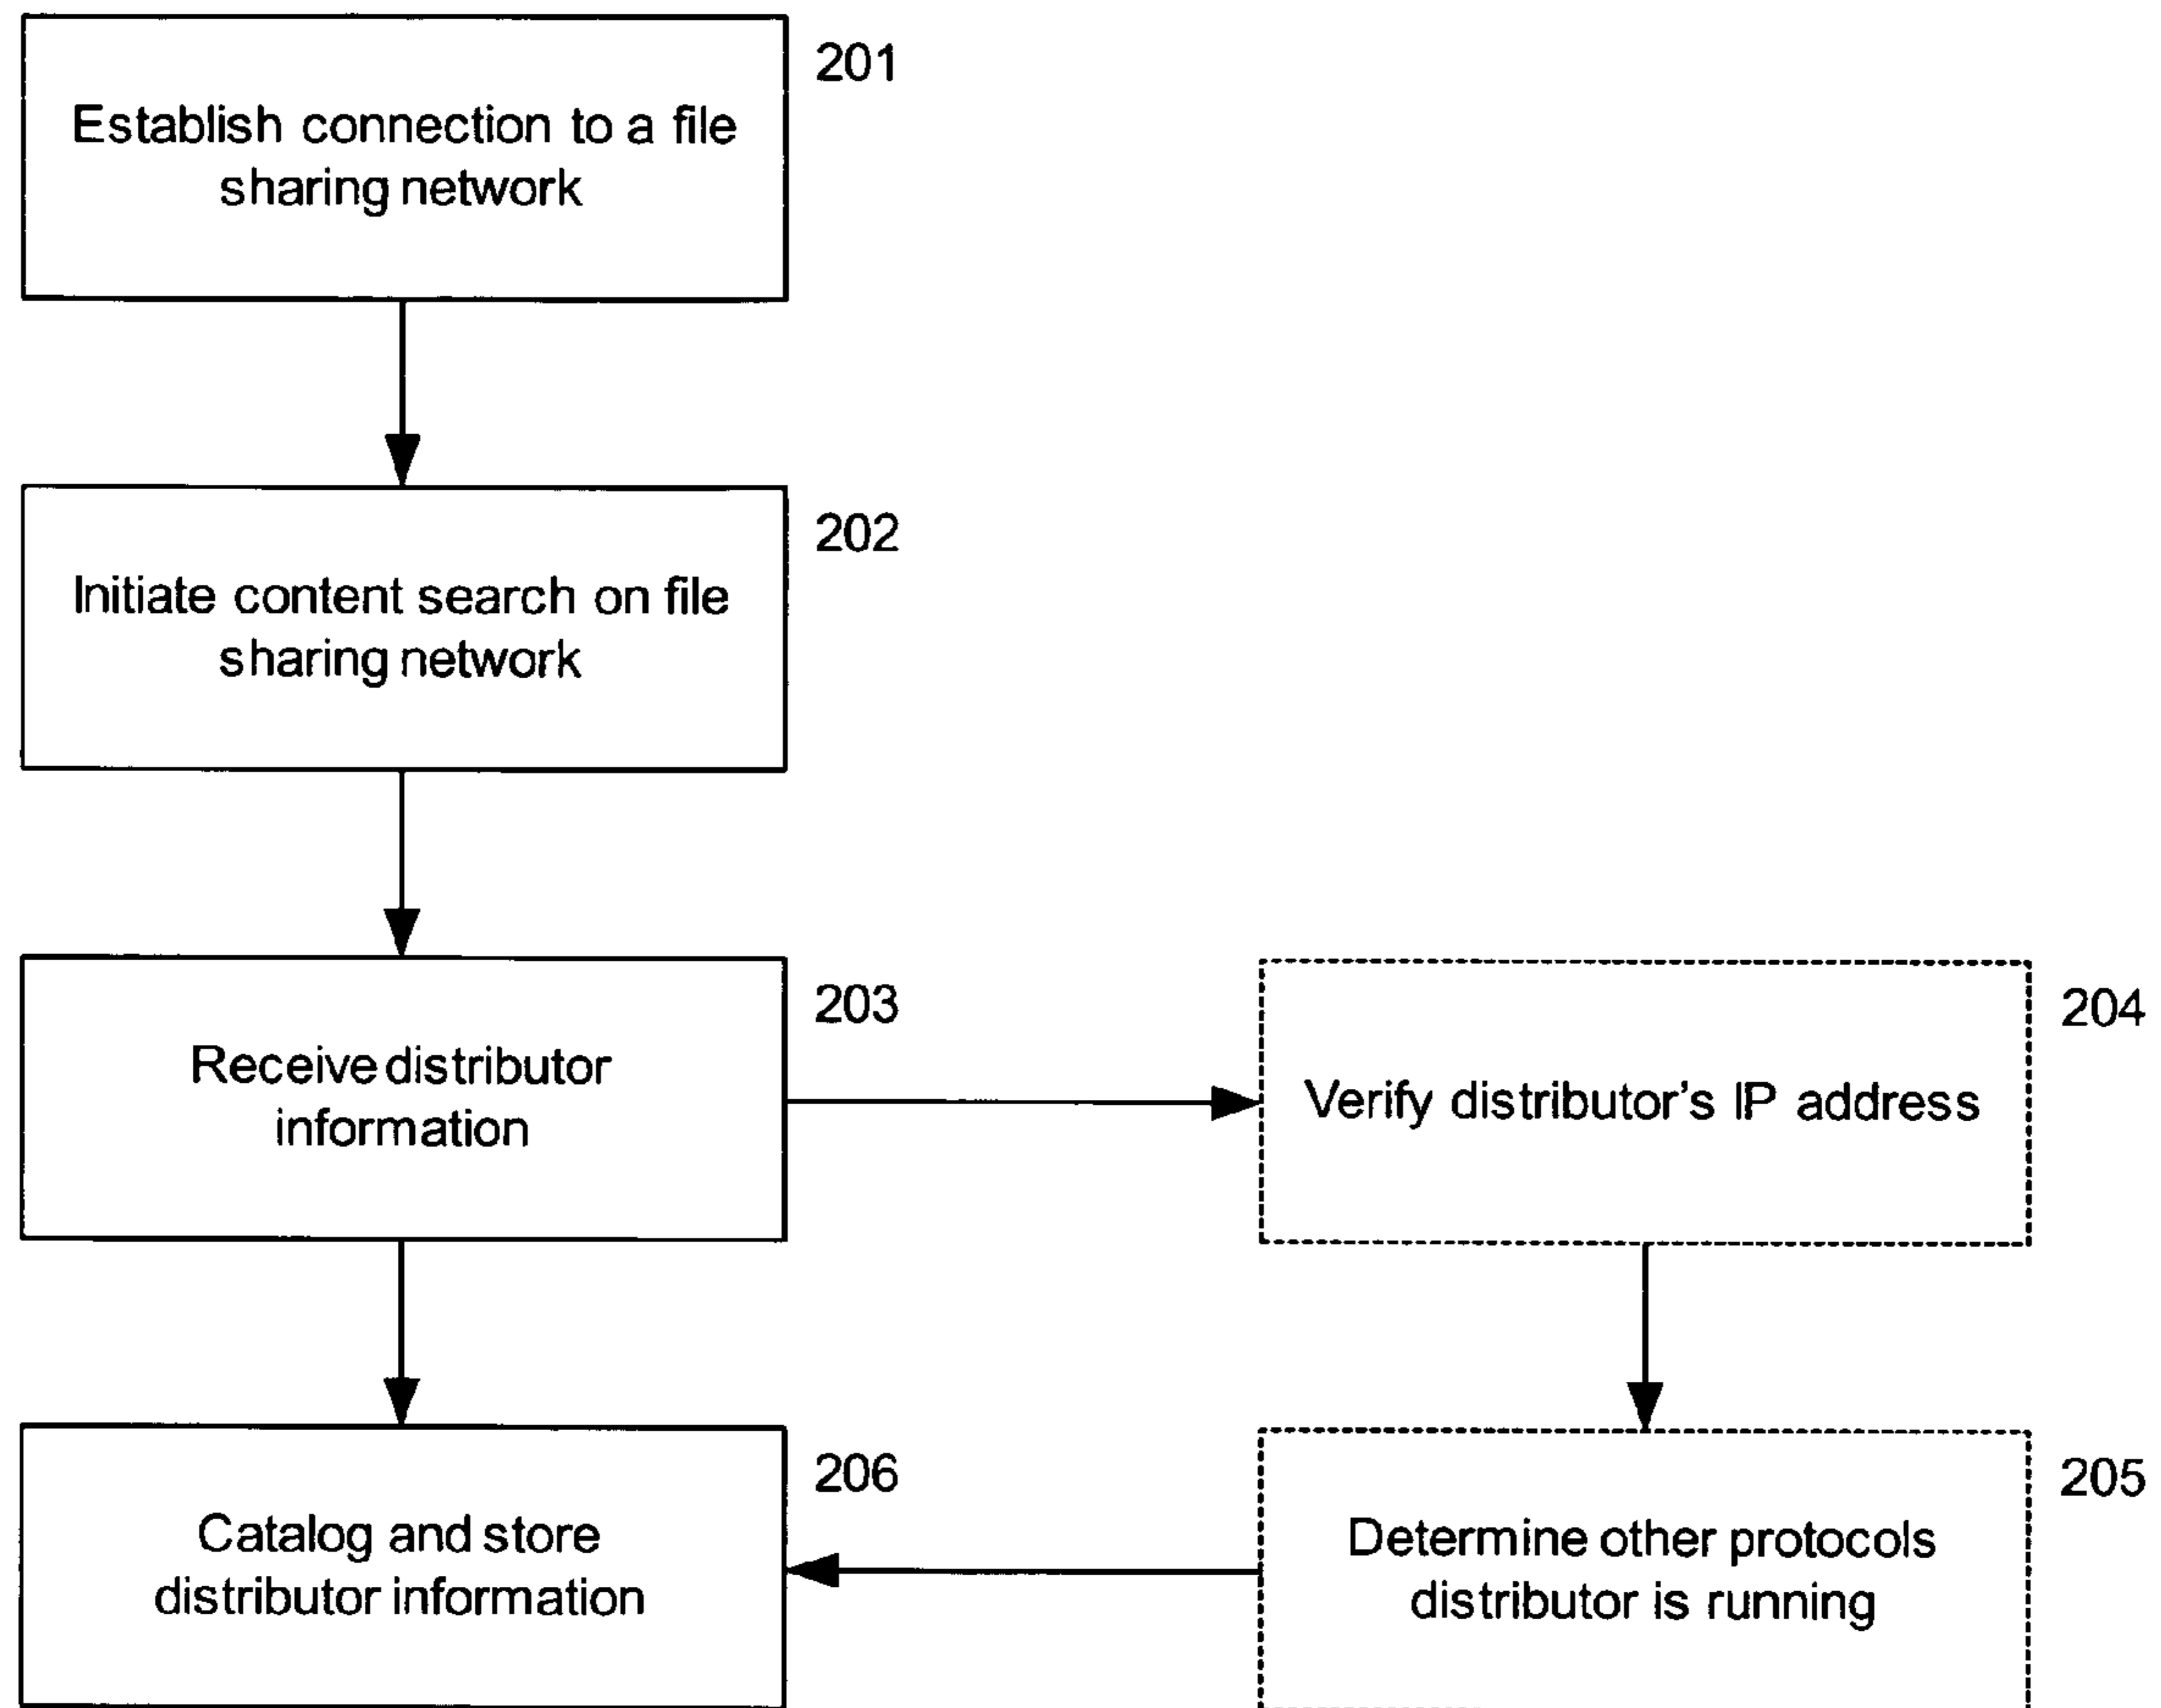 201
Establish connection to a file
sharing network
202
Initiate content search on file
sharing network
203
Receive distributor
information
204
Verify distributor's IP address
206
Catalog and store
distributor information
205
Determine other protocols
distributor is running